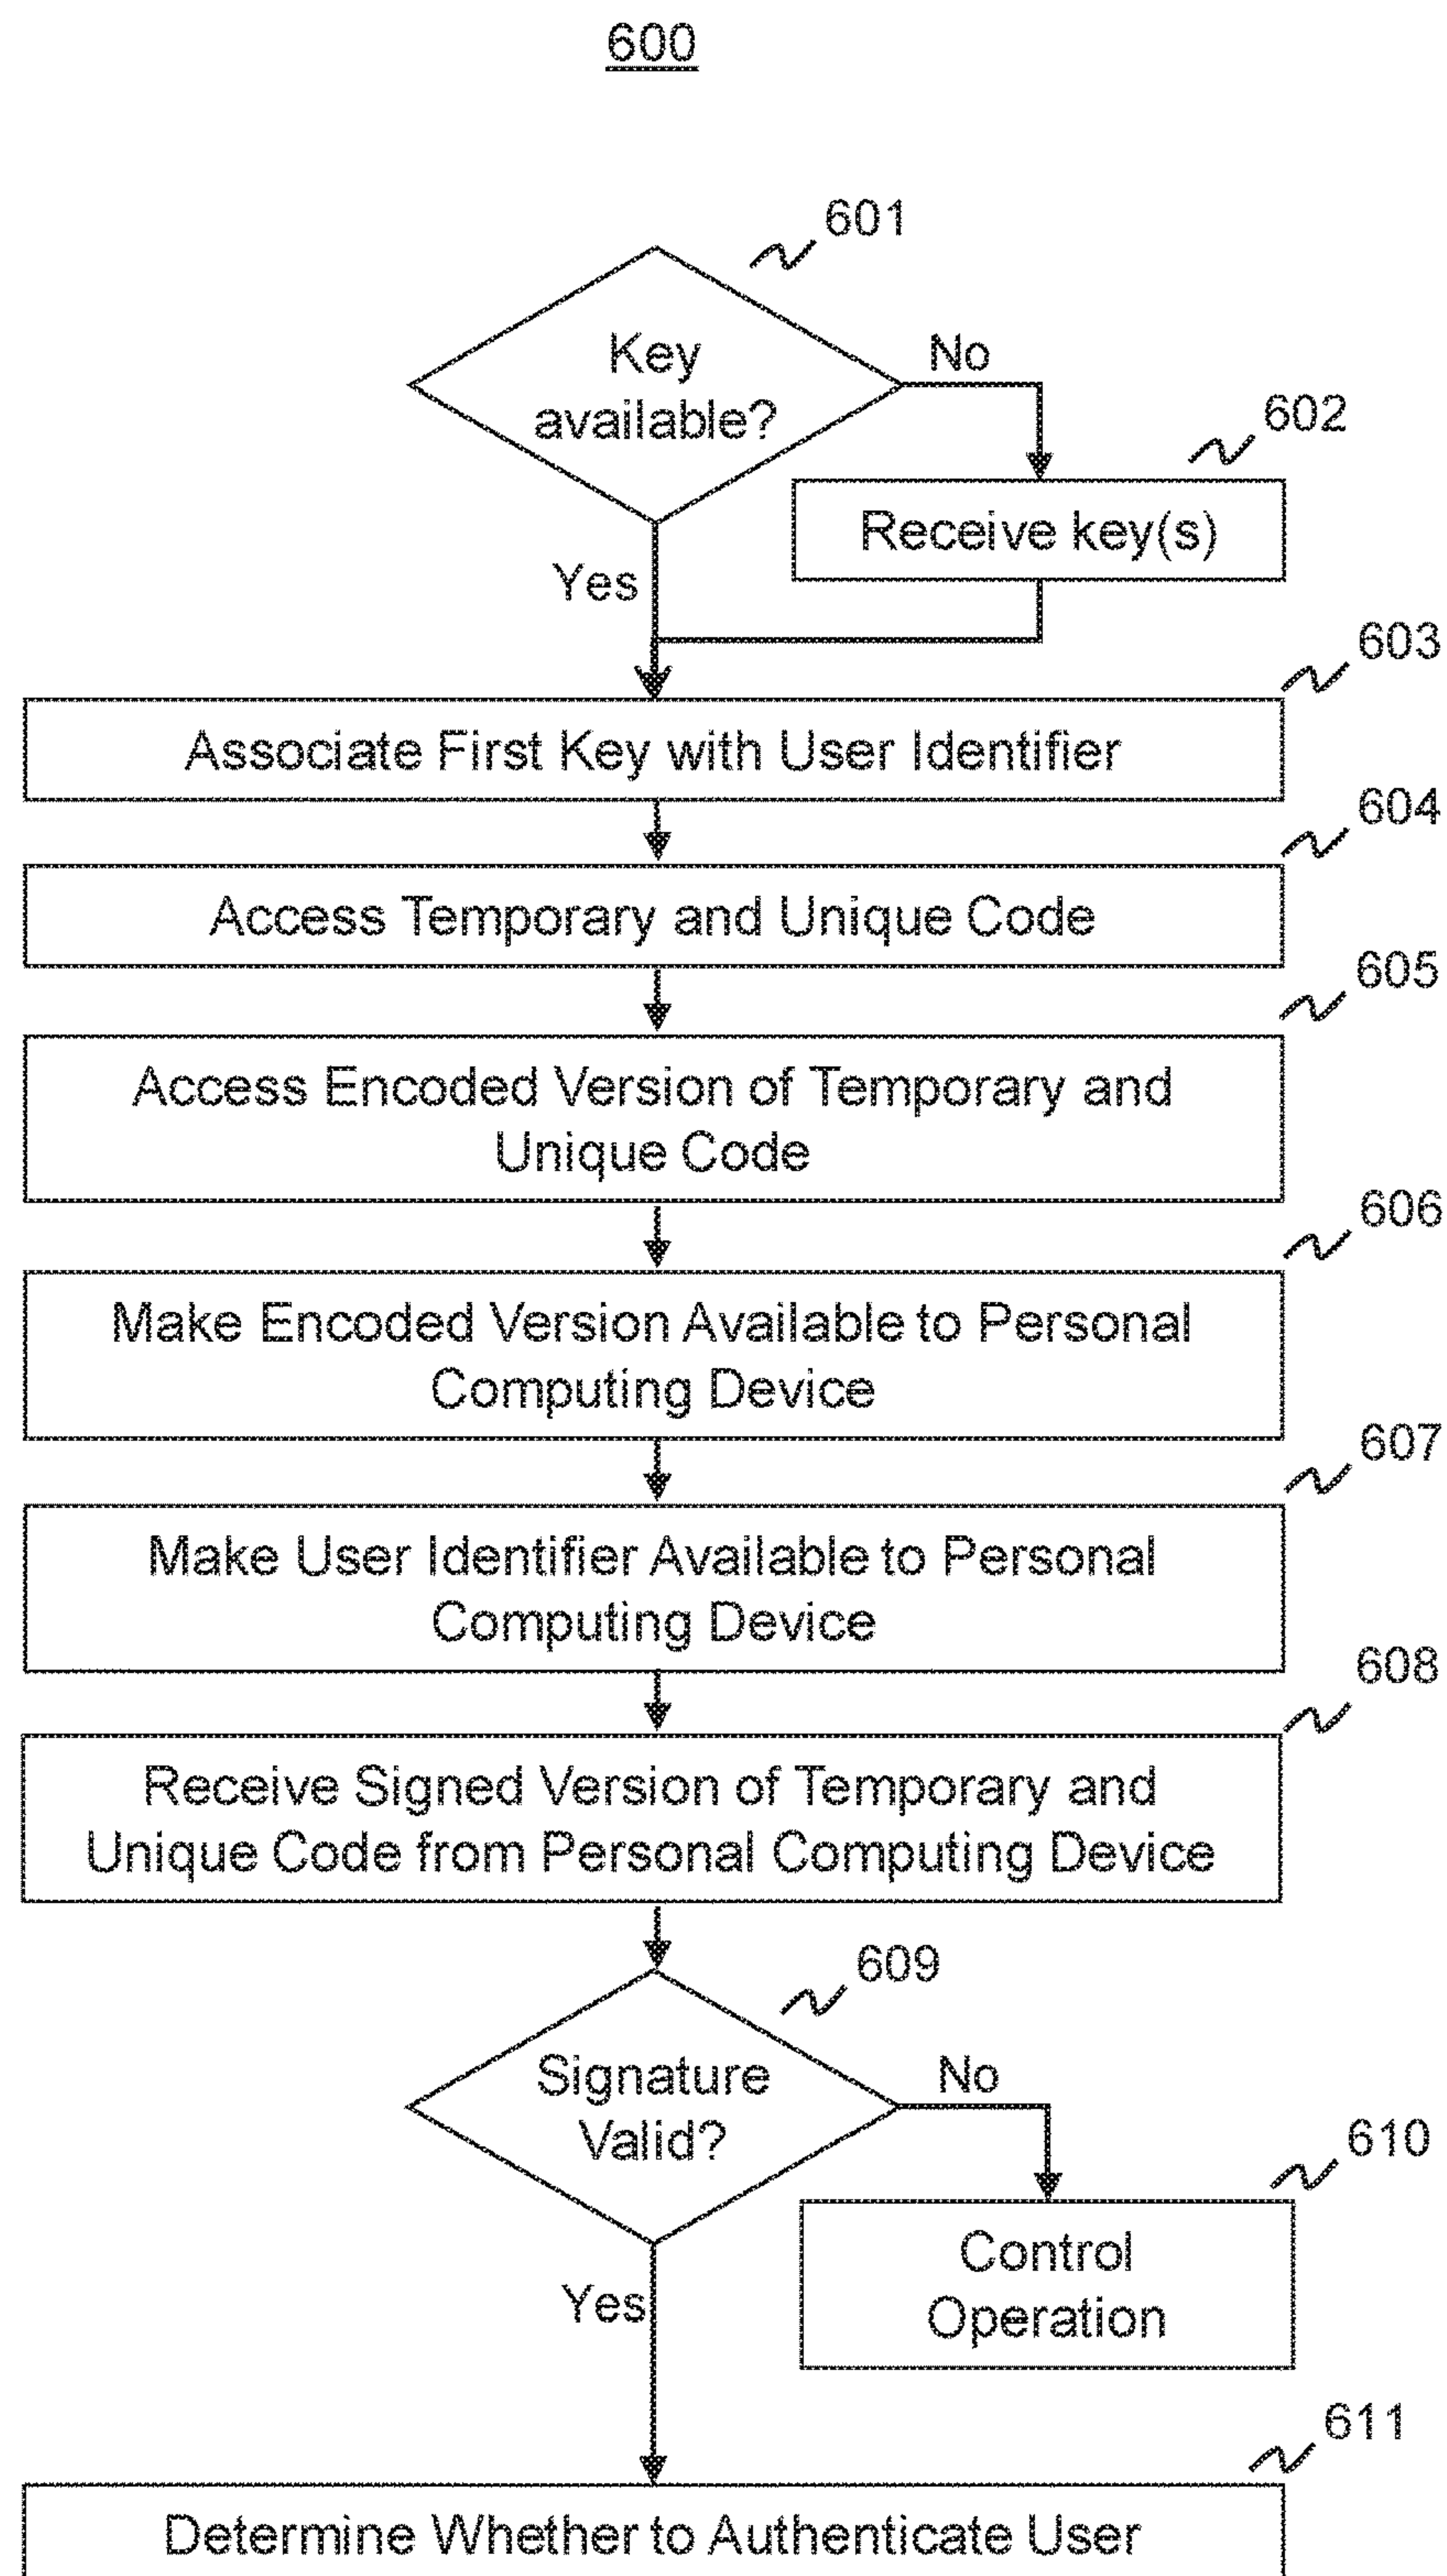 600
601
Key
available?
No
602
Receive key(s)
Yes
603
Associate First Key with User Identifier
604
Access Temporary and Unique Code
605
Access Encoded Version of Temporary and
Unique Code
606
Make Encoded Version Available to Personal
Computing Device
607
Make User Identifier Available to Personal
Computing Device
608
Receive Signed Version of Temporary and
Unique Code from Personal Computing Device
609
Signature
Valid?
No
610
Control
Operation
Yes
611
Determine Whether to Authenticate User